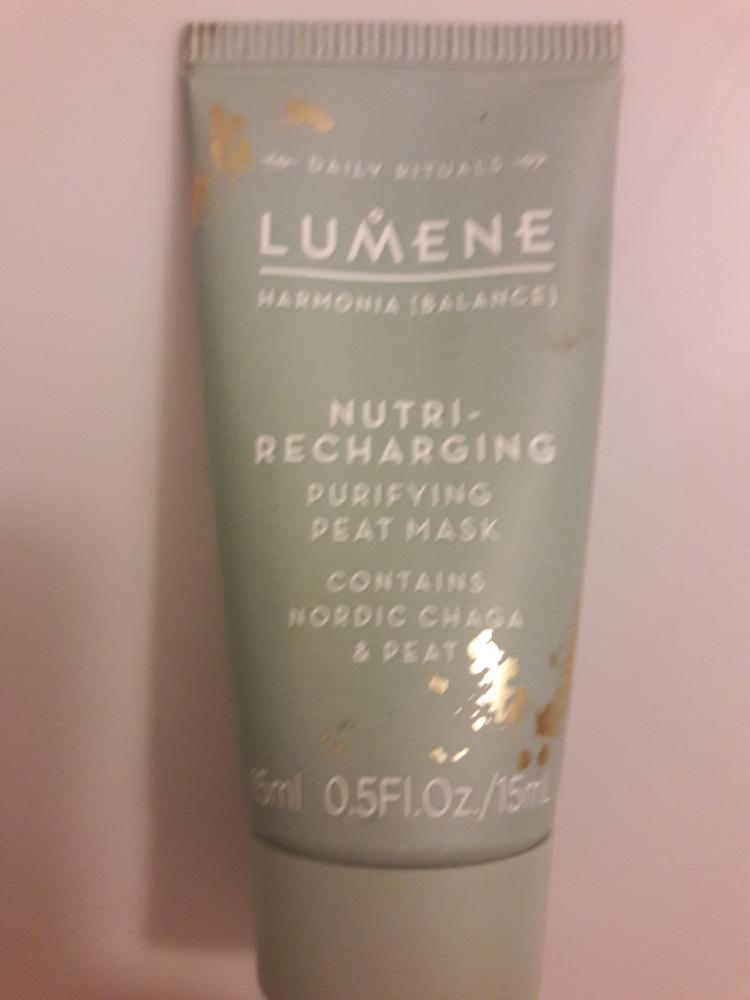 DAILY RITUALS
LUMENE
HARMONIA [BALANCE]
NUTRI-
RECHARGING
PURIFYING
PEAT MASK
CONTAINS
NORDIC CHAGA
& PEAT
15ml 0.5Fl.Oz./15mL